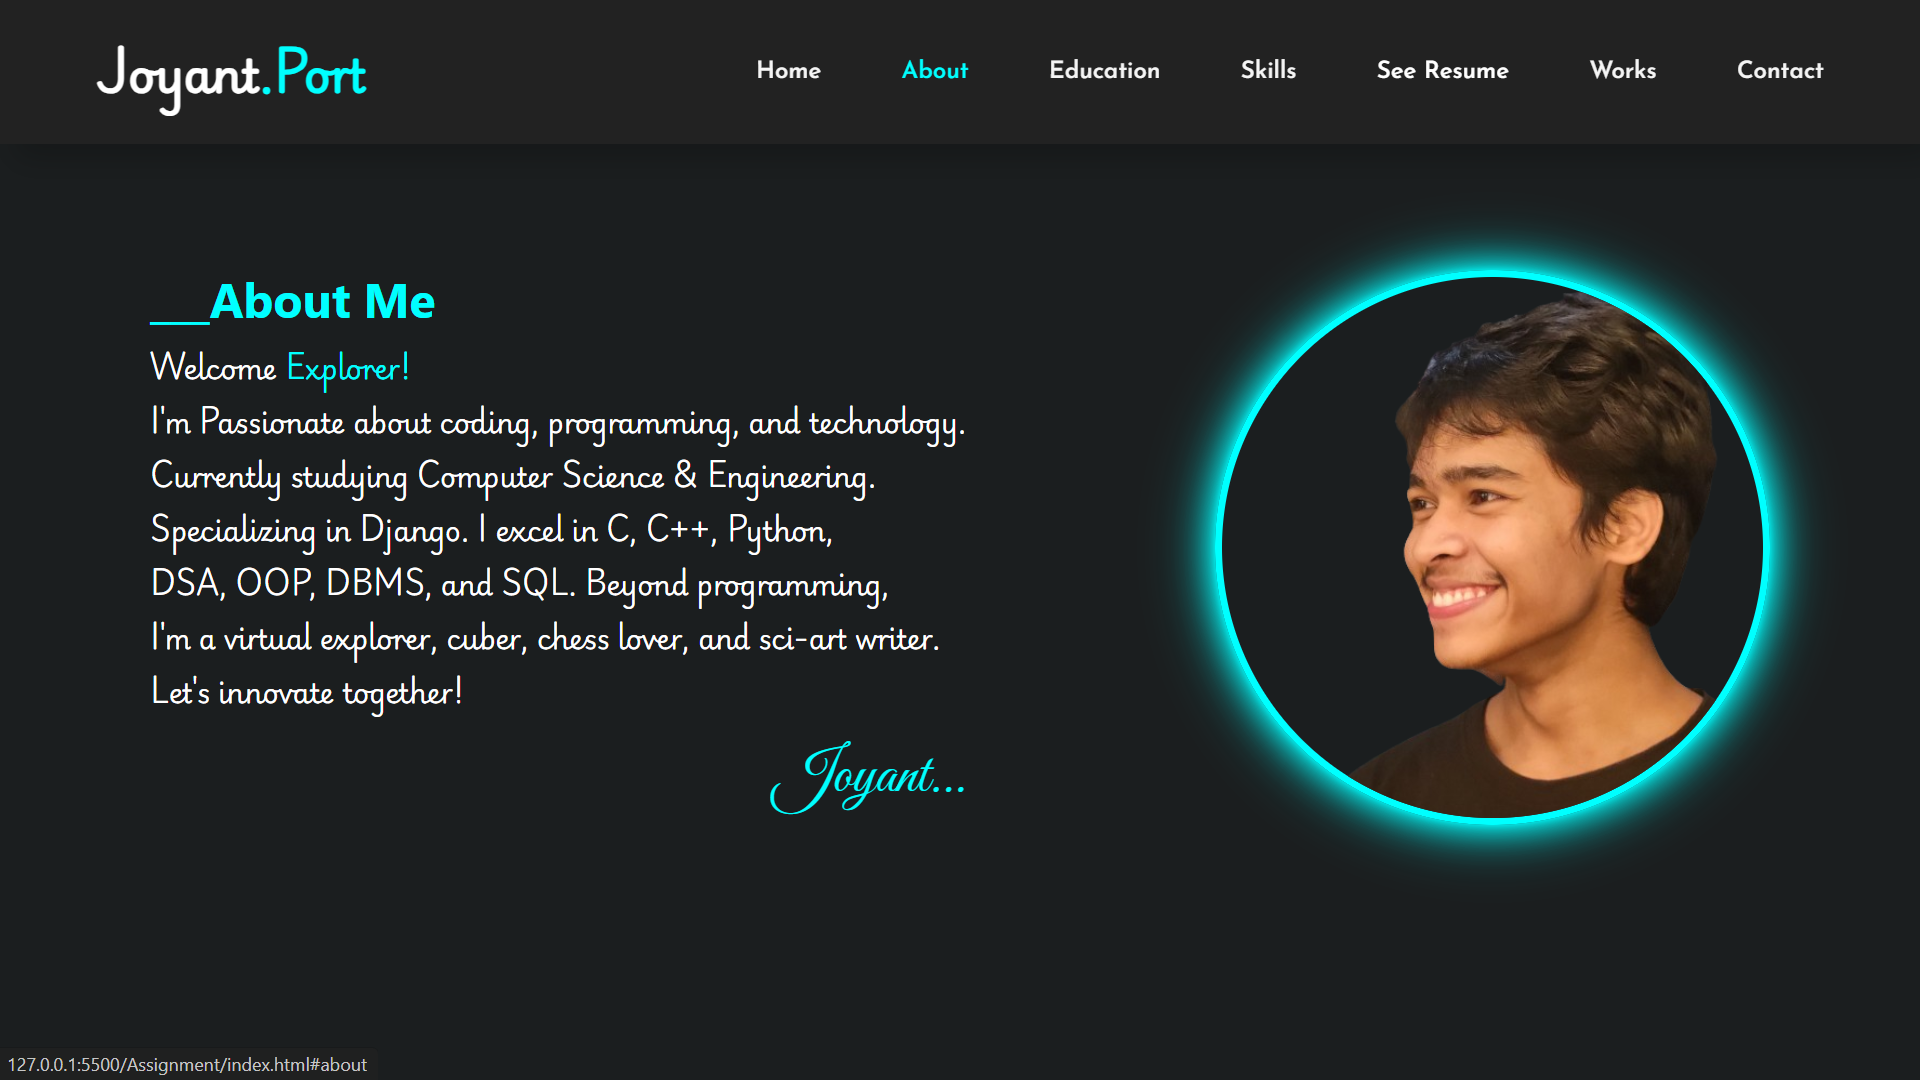 Joyant.Port
Home About Education Skills See Resume Works Contact
__About Me
Welcome Explorer!
I'm Passionate about coding, programming, and technology.
Currently studying Computer Science & Engineering.
Specializing in Django. I excel in C, C++, Python,
DSA, OOP, DBMS, and SQL. Beyond programming,
I'm a virtual explorer, cuber, chess lover, and sci-art writer.
Let's innovate together!
Joyant...
127.0.0.1:5500/Assignment/index.html#about